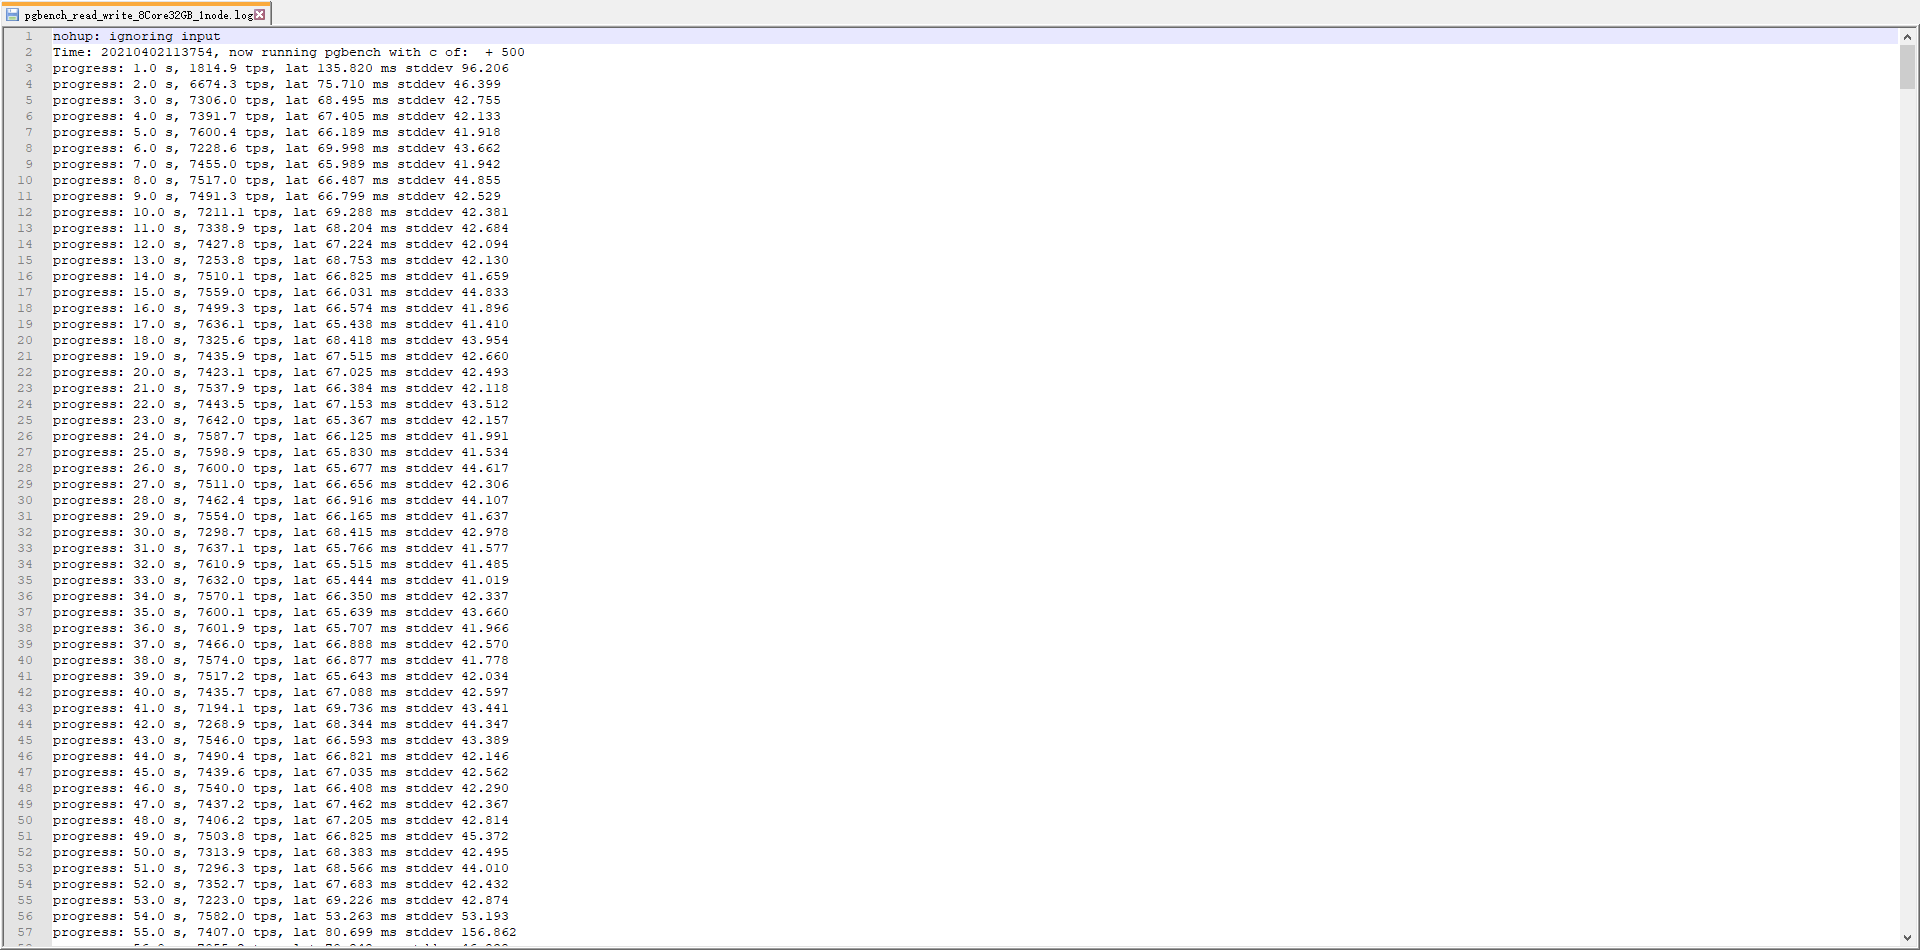 pgbench_read_write_8Core32GB_1node.log
1 nohup: ignoring input
2 Time: 20210402113754, now running pgbench with c of:  + 500
3 progress: 1.0 s, 1814.9 tps, lat 135.820 ms stddev 96.206
4 progress: 2.0 s, 6674.3 tps, lat 75.710 ms stddev 46.399
5 progress: 3.0 s, 7306.0 tps, lat 68.495 ms stddev 42.755
6 progress: 4.0 s, 7391.7 tps, lat 67.405 ms stddev 42.133
7 progress: 5.0 s, 7600.4 tps, lat 66.189 ms stddev 41.918
8 progress: 6.0 s, 7228.6 tps, lat 69.998 ms stddev 43.662
9 progress: 7.0 s, 7455.0 tps, lat 65.989 ms stddev 41.942
10 progress: 8.0 s, 7517.0 tps, lat 66.487 ms stddev 44.855
11 progress: 9.0 s, 7491.3 tps, lat 66.799 ms stddev 42.529
12 progress: 10.0 s, 7211.1 tps, lat 69.288 ms stddev 42.381
13 progress: 11.0 s, 7338.9 tps, lat 68.204 ms stddev 42.684
14 progress: 12.0 s, 7427.8 tps, lat 67.224 ms stddev 42.094
15 progress: 13.0 s, 7253.8 tps, lat 68.753 ms stddev 42.130
16 progress: 14.0 s, 7510.1 tps, lat 66.825 ms stddev 41.659
17 progress: 15.0 s, 7559.0 tps, lat 66.031 ms stddev 44.833
18 progress: 16.0 s, 7499.3 tps, lat 66.574 ms stddev 41.896
19 progress: 17.0 s, 7636.1 tps, lat 65.438 ms stddev 41.410
20 progress: 18.0 s, 7325.6 tps, lat 68.418 ms stddev 43.954
21 progress: 19.0 s, 7435.9 tps, lat 67.515 ms stddev 42.660
22 progress: 20.0 s, 7423.1 tps, lat 67.025 ms stddev 42.493
23 progress: 21.0 s, 7537.9 tps, lat 66.384 ms stddev 42.118
24 progress: 22.0 s, 7443.5 tps, lat 67.153 ms stddev 43.512
25 progress: 23.0 s, 7642.0 tps, lat 65.367 ms stddev 42.157
26 progress: 24.0 s, 7587.7 tps, lat 66.125 ms stddev 41.991
27 progress: 25.0 s, 7598.9 tps, lat 65.830 ms stddev 41.534
28 progress: 26.0 s, 7600.0 tps, lat 65.677 ms stddev 44.617
29 progress: 27.0 s, 7511.0 tps, lat 66.656 ms stddev 42.306
30 progress: 28.0 s, 7462.4 tps, lat 66.916 ms stddev 44.107
31 progress: 29.0 s, 7554.0 tps, lat 66.165 ms stddev 41.637
32 progress: 30.0 s, 7298.7 tps, lat 68.415 ms stddev 42.978
33 progress: 31.0 s, 7637.1 tps, lat 65.766 ms stddev 41.577
34 progress: 32.0 s, 7610.9 tps, lat 65.515 ms stddev 41.485
35 progress: 33.0 s, 7632.0 tps, lat 65.444 ms stddev 41.019
36 progress: 34.0 s, 7570.1 tps, lat 66.350 ms stddev 42.337
37 progress: 35.0 s, 7600.1 tps, lat 65.639 ms stddev 43.660
38 progress: 36.0 s, 7601.9 tps, lat 65.707 ms stddev 41.966
39 progress: 37.0 s, 7466.0 tps, lat 66.888 ms stddev 42.570
40 progress: 38.0 s, 7574.0 tps, lat 66.877 ms stddev 41.778
41 progress: 39.0 s, 7517.2 tps, lat 65.643 ms stddev 42.034
42 progress: 40.0 s, 7435.7 tps, lat 67.088 ms stddev 42.597
43 progress: 41.0 s, 7194.1 tps, lat 69.736 ms stddev 43.441
44 progress: 42.0 s, 7268.9 tps, lat 68.344 ms stddev 44.347
45 progress: 43.0 s, 7546.0 tps, lat 66.593 ms stddev 43.389
46 progress: 44.0 s, 7490.4 tps, lat 66.821 ms stddev 42.146
47 progress: 45.0 s, 7439.6 tps, lat 67.035 ms stddev 42.562
48 progress: 46.0 s, 7540.0 tps, lat 66.408 ms stddev 42.290
49 progress: 47.0 s, 7437.2 tps, lat 67.462 ms stddev 42.367
50 progress: 48.0 s, 7406.2 tps, lat 67.205 ms stddev 42.814
51 progress: 49.0 s, 7503.8 tps, lat 66.825 ms stddev 45.372
52 progress: 50.0 s, 7313.9 tps, lat 68.383 ms stddev 42.495
53 progress: 51.0 s, 7296.3 tps, lat 68.566 ms stddev 44.010
54 progress: 52.0 s, 7352.7 tps, lat 67.683 ms stddev 42.432
55 progress: 53.0 s, 7223.0 tps, lat 69.226 ms stddev 42.874
56 progress: 54.0 s, 7582.0 tps, lat 53.263 ms stddev 53.193
57 progress: 55.0 s, 7407.0 tps, lat 80.699 ms stddev 156.862